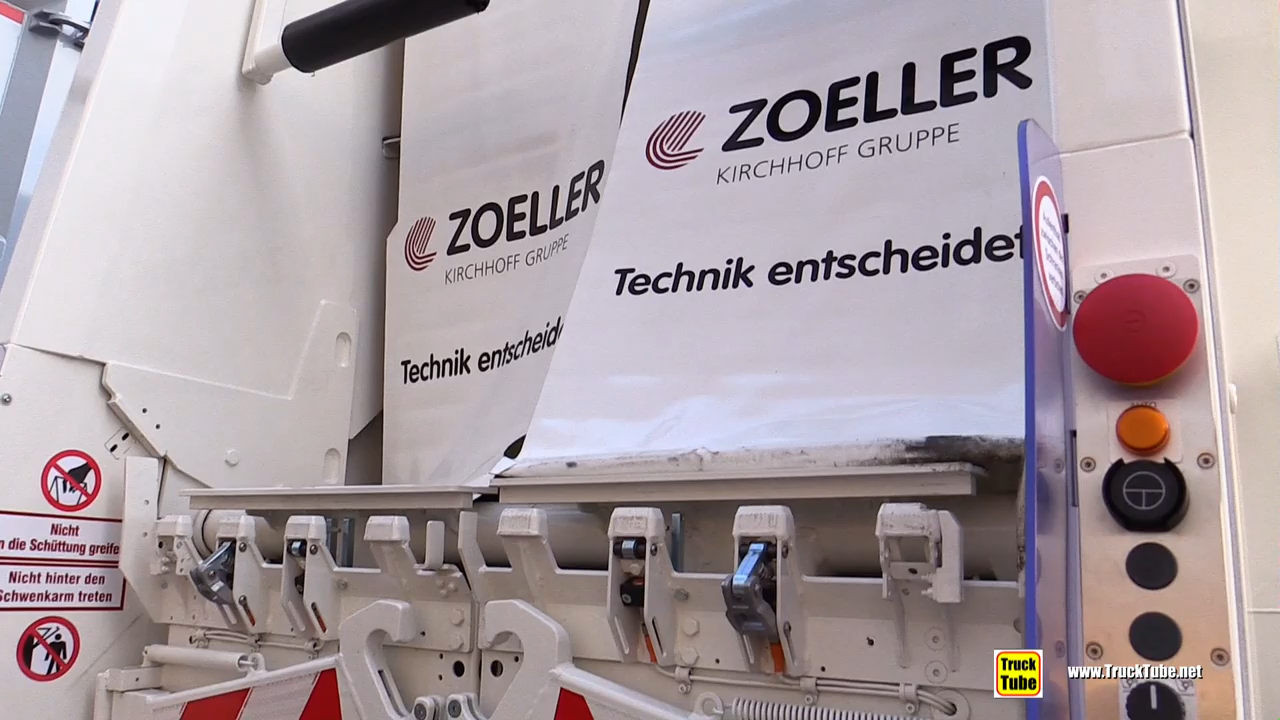 ZOELLER
KIRCHHOFF GRUPPE
Technik entscheidet
ZOELLER
KIRCHHOFF GRUPPE
Technik entscheid
Nicht
n die Schüttung greife
Nicht hinter den
Schwenkarm treten
Truck
Tube
www.TruckTube.net